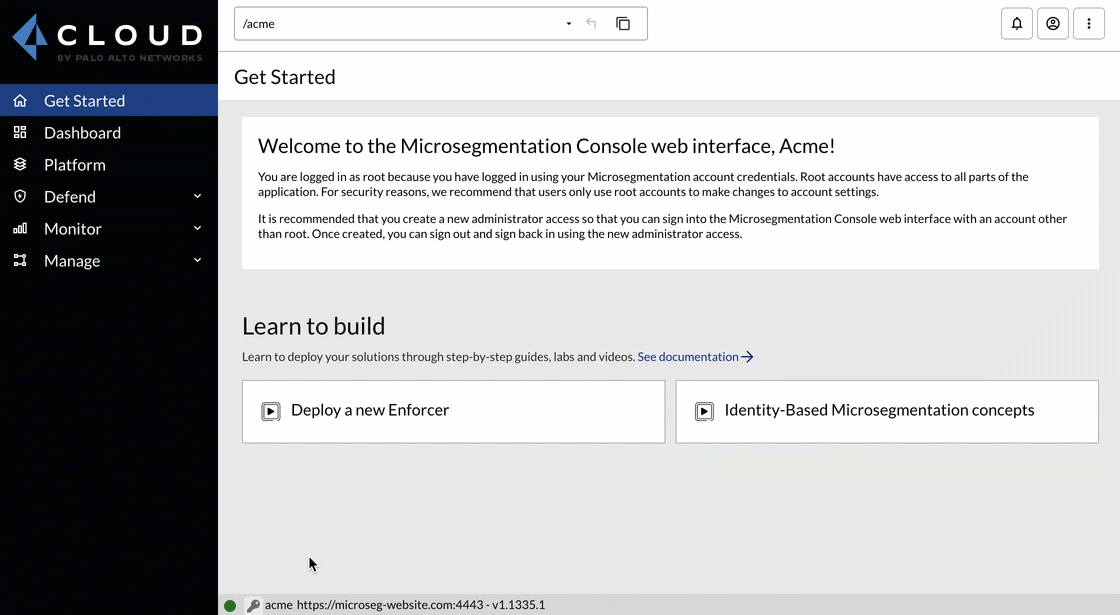 CLOUD
BY PALO ALTO NETWORKS
/acme
Get Started
Get Started
Dashboard
Platform
Defend
Monitor
Manage
Welcome to the Microsegmentation Console web interface, Acme!
You are logged in as root because you have logged in using your Microsegmentation account credentials. Root accounts have access to all parts of the
application. For security reasons, we recommend that users only use root accounts to make changes to account settings.
It is recommended that you create a new administrator access so that you can sign into the Microsegmentation Console web interface with an account other
than root. Once created, you can sign out and sign back in using the new administrator access.
Learn to build
Learn to deploy your solutions through step-by-step guides, labs and videos. See documentation
Deploy a new Enforcer
Identity-Based Microsegmentation concepts
acme https://microseg-website.com:4443 - v1.1335.1